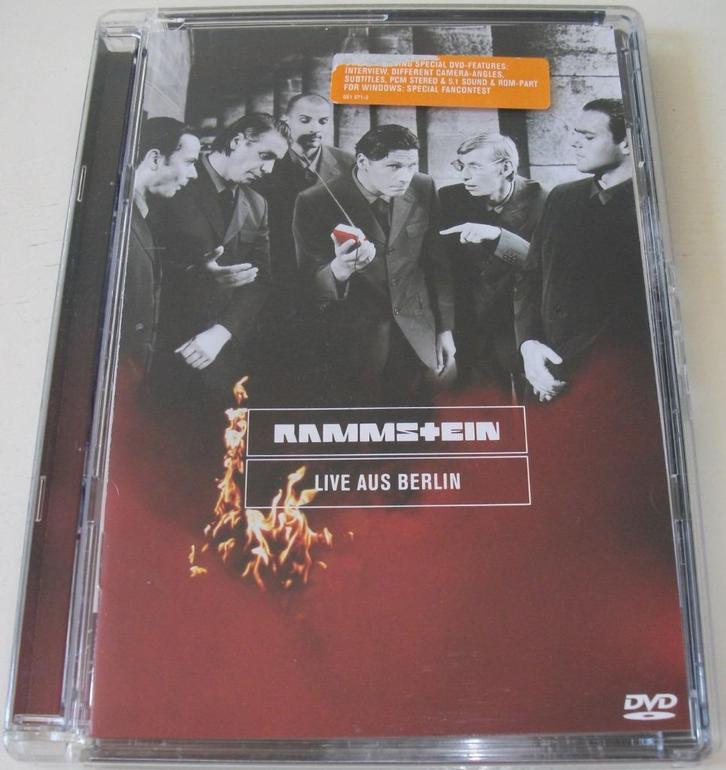 SPECIAL DVD-FEATURES:
INTERVIEW, DIFFERENT CAMERA-ANGLES,
SUBTITLES, PCM STEREO & 5.1 SOUND & ROM-PART
FOR WINDOWS: SPECIAL FANCONTEST
RAMMSTEIN
LIVE AUS BERLIN
DVD